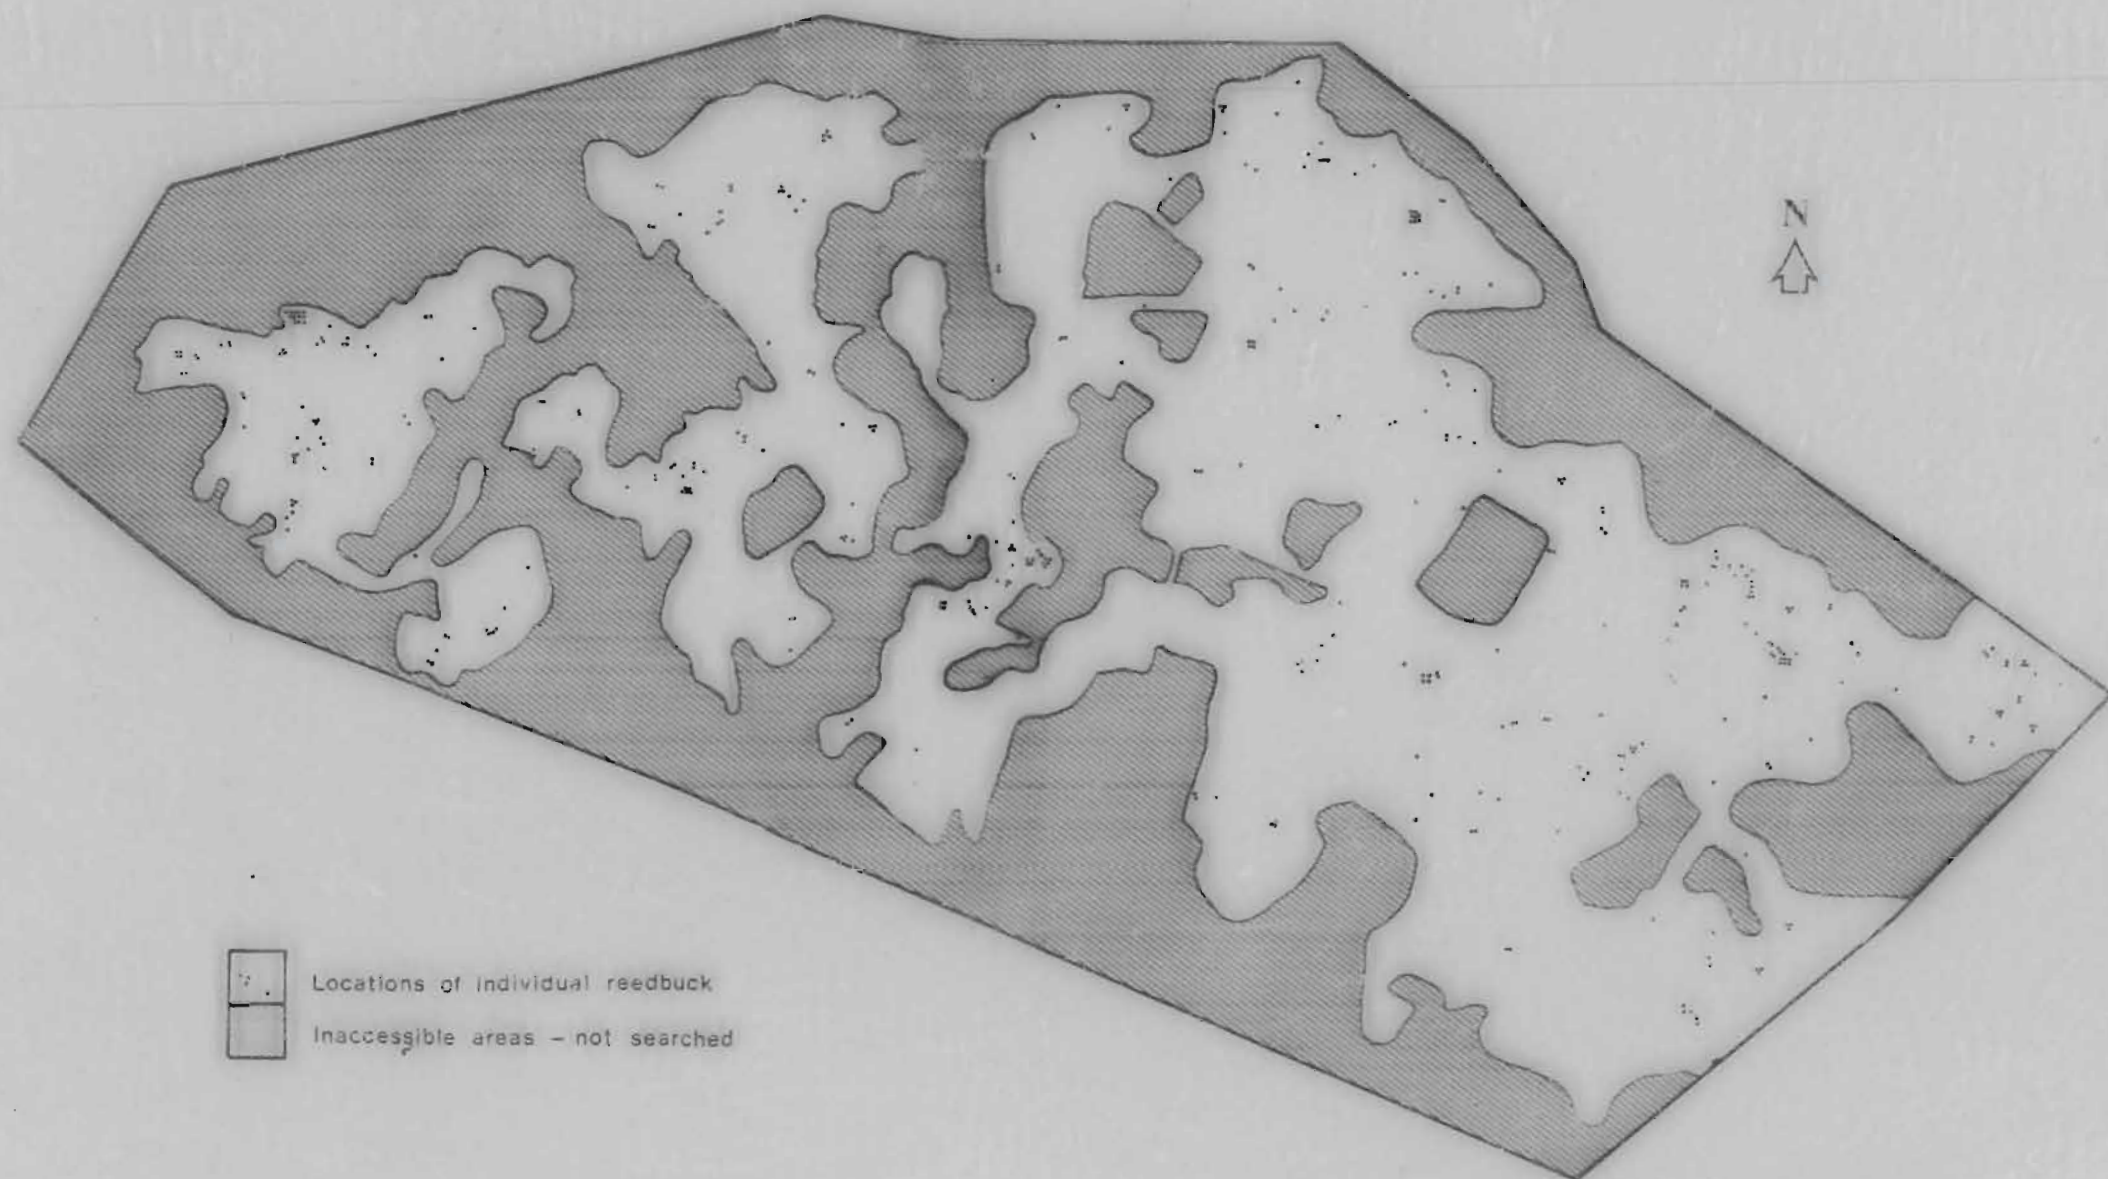 N
Locations of individual reedbuck
Inaccessible areas – not searched